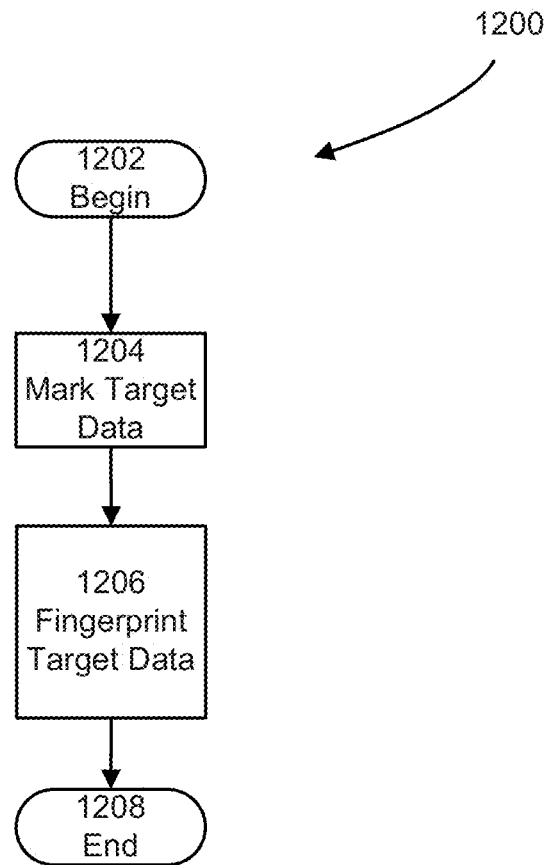 1200
1202
Begin
1204
Mark Target
Data
1206
Fingerprint
Target Data
1208
End